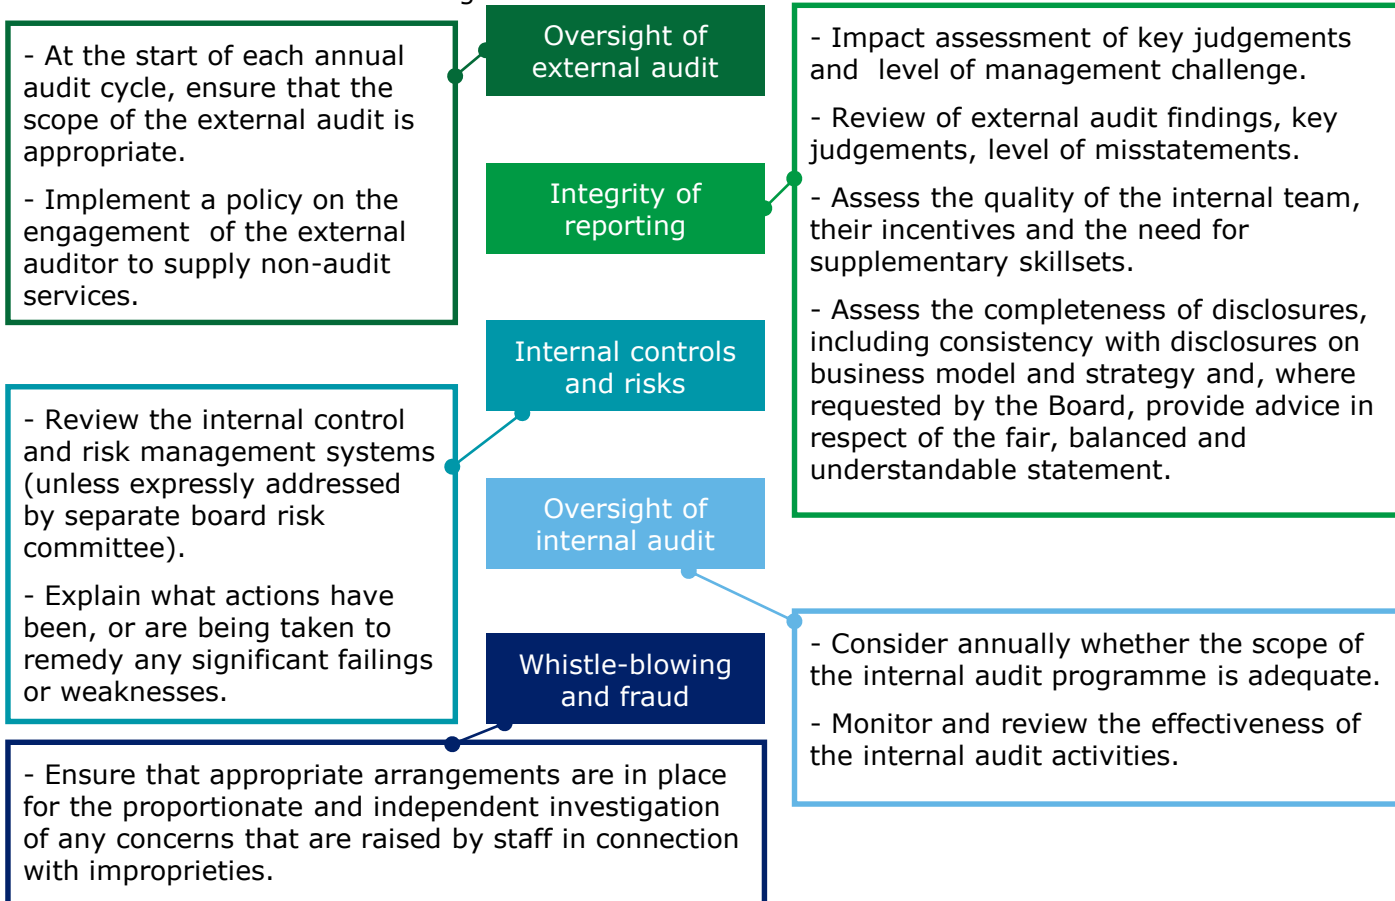 Oversight of
external audit
- At the start of each annual
audit cycle, ensure that the
scope of the external audit is
appropriate.
- Implement a policy on the
engagement of the external
auditor to supply non-audit
services.
Integrity of
reporting
- Impact assessment of key judgements
and level of management challenge.
- Review of external audit findings, key
judgements, level of misstatements.
- Assess the quality of the internal team,
their incentives and the need for
supplementary skillsets.
- Assess the completeness of disclosures,
including consistency with disclosures on
business model and strategy and, where
requested by the Board, provide advice in
respect of the fair, balanced and
understandable statement.
Internal controls
and risks
- Review the internal control
and risk management systems
(unless expressly addressed
by separate board risk
committee).
- Explain what actions have
been, or are being taken to
remedy any significant failings
or weaknesses.
Oversight of
internal audit
- Consider annually whether the scope of
the internal audit programme is adequate.
- Monitor and review the effectiveness of
the internal audit activities.
Whistle-blowing
and fraud
- Ensure that appropriate arrangements are in place
for the proportionate and independent investigation
of any concerns that are raised by staff in connection
with improprieties.